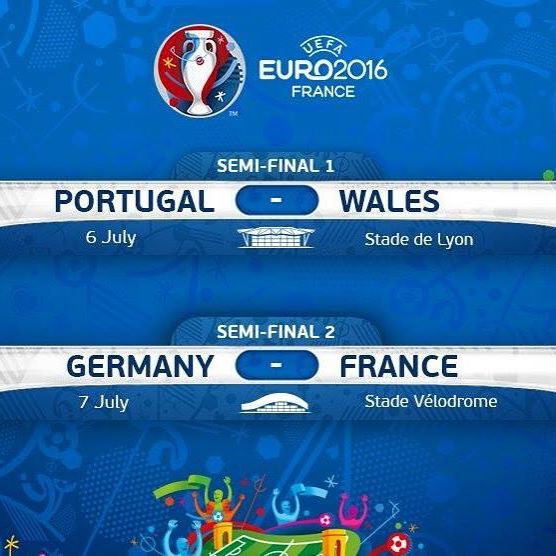 UEFA
EURO2016
FRANCE
TM
SEMI-FINAL 1
PORTUGAL - WALES
6 July Stade de Lyon
SEMI-FINAL 2
GERMANY - FRANCE
7 July Stade Vélodrome